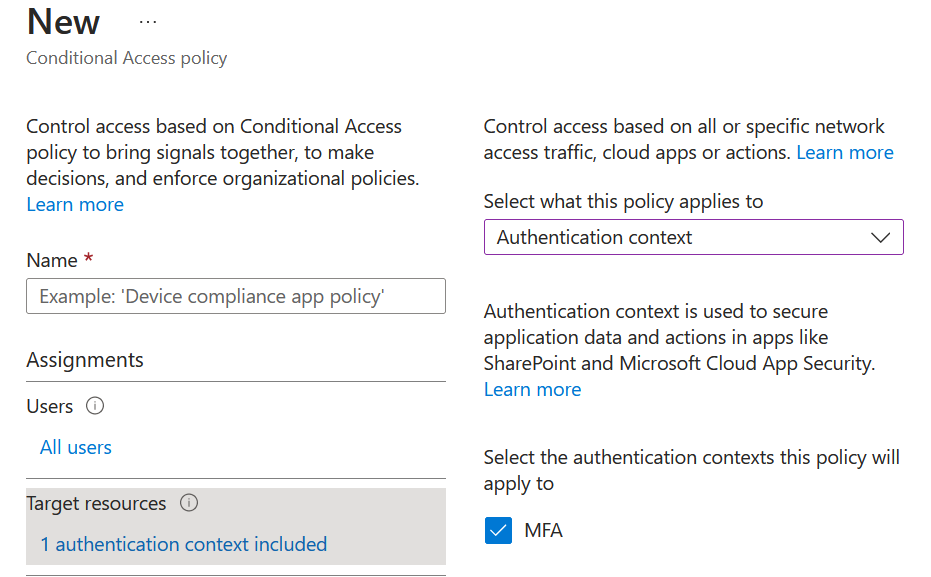 New ...
Conditional Access policy
Control access based on Conditional Access
policy to bring signals together, to make
decisions, and enforce organizational policies.
Learn more
Name *
Example: 'Device compliance app policy'
Assignments
Users
All users
Target resources
1 authentication context included
Control access based on all or specific network
access traffic, cloud apps or actions. Learn more
Select what this policy applies to
Authentication context
Authentication context is used to secure
application data and actions in apps like
SharePoint and Microsoft Cloud App Security.
Learn more
Select the authentication contexts this policy will
apply to
MFA